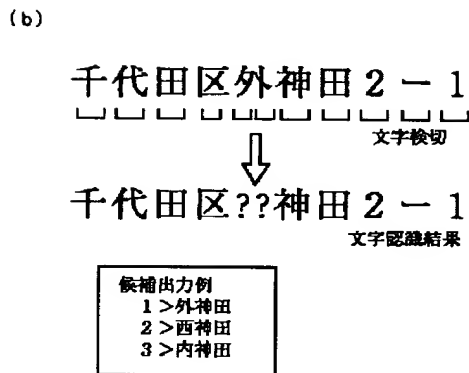 (b)
千代田区外神田2－1
文字検切
千代田区??神田2－1
文字認識結果
候補出力例
1>外神田
2>西神田
3>内神田